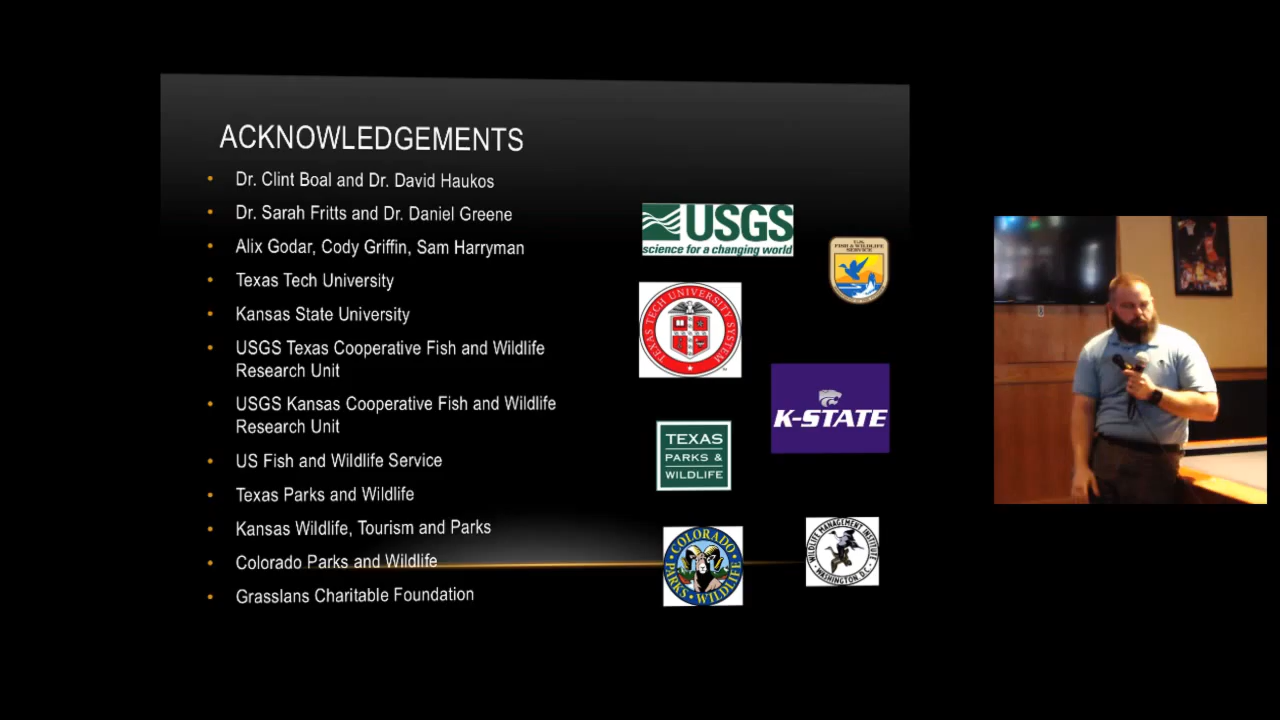 ACKNOWLEDGEMENTS
Dr. Clint Boal and Dr. David Haukos
Dr. Sarah Fritts and Dr. Daniel Greene
Alix Godar, Cody Griffin, Sam Harryman
Texas Tech University
Kansas State University
USGS Texas Cooperative Fish and Wildlife
Research Unit
USGS Kansas Cooperative Fish and Wildlife
Research Unit
US Fish and Wildlife Service
Texas Parks and Wildlife
Kansas Wildlife, Tourism and Parks
Colorado Parks and Wildlife
Grasslans Charitable Foundation
USGS
science for a changing world
U.S.
FISH & WILDLIFE
SERVICE
TEXAS TECH UNIVERSITY SYSTEM
K-STATE
TEXAS
PARKS &
WILDLIFE
COLORADO
PARKS • WILDLIFE
WILDLIFE MANAGEMENT INSTITUTE
WASHINGTON D.C.